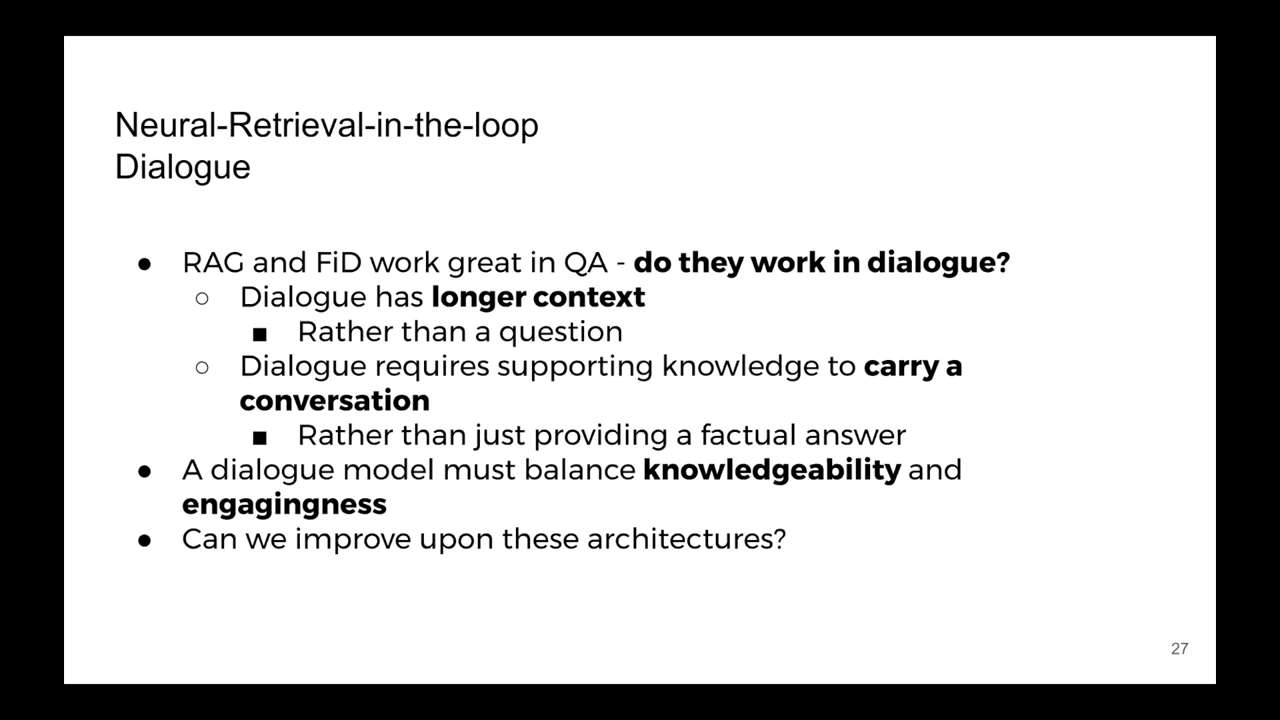 Neural-Retrieval-in-the-loop
Dialogue
● RAG and FiD work great in QA - do they work in dialogue?
○ Dialogue has longer context
■ Rather than a question
○ Dialogue requires supporting knowledge to carry a
conversation
■ Rather than just providing a factual answer
● A dialogue model must balance knowledgeability and
engagingness
● Can we improve upon these architectures?
27